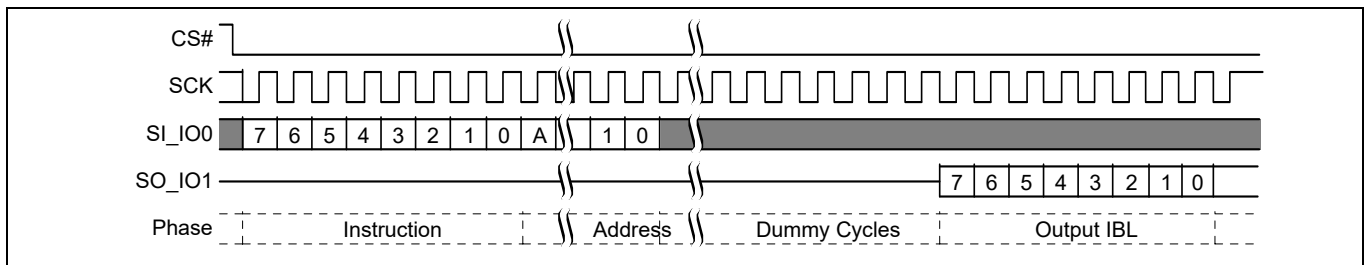 CS#
SCK
SI_IO0 7 6 5 4 3 2 1 0 A 1 0
SO_IO1 7 6 5 4 3 2 1 0
Phase Instruction Address Dummy Cycles Output IBL